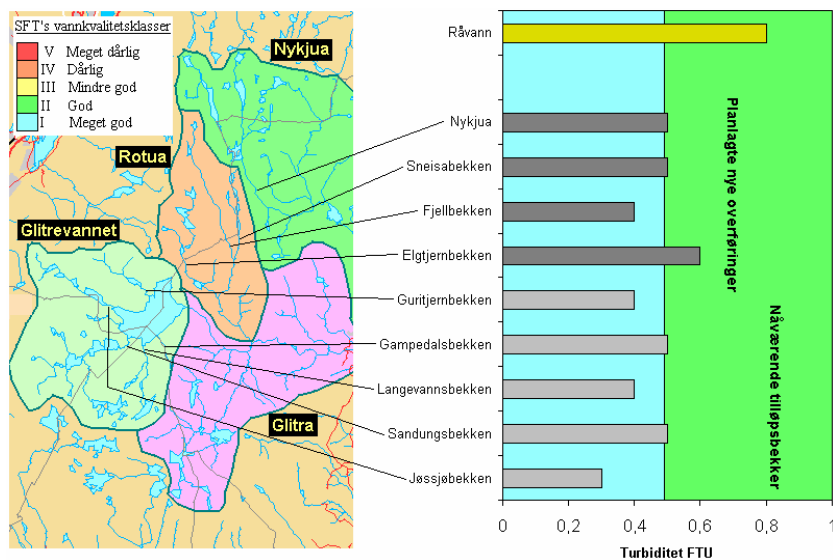 SFT's vannkvalitetsklasser
V Meget dårlig
IV Dårlig
III Mindre god
II God
I Meget god
Nykjua
Rotua
Glitrevannet
Glitra
Råvann
Nykjua
Sneisabekken
Fjellbekken
Elgtjernbekken
Guritjernbekken
Gampedalsbekken
Langevannsbekken
Sandungsbekken
Jøssjøbekken
Planlagte nye overføringer
Nåværende tilløpsbekker
0 0,2 0,4 0,6 0,8 1
Turbiditet FTU